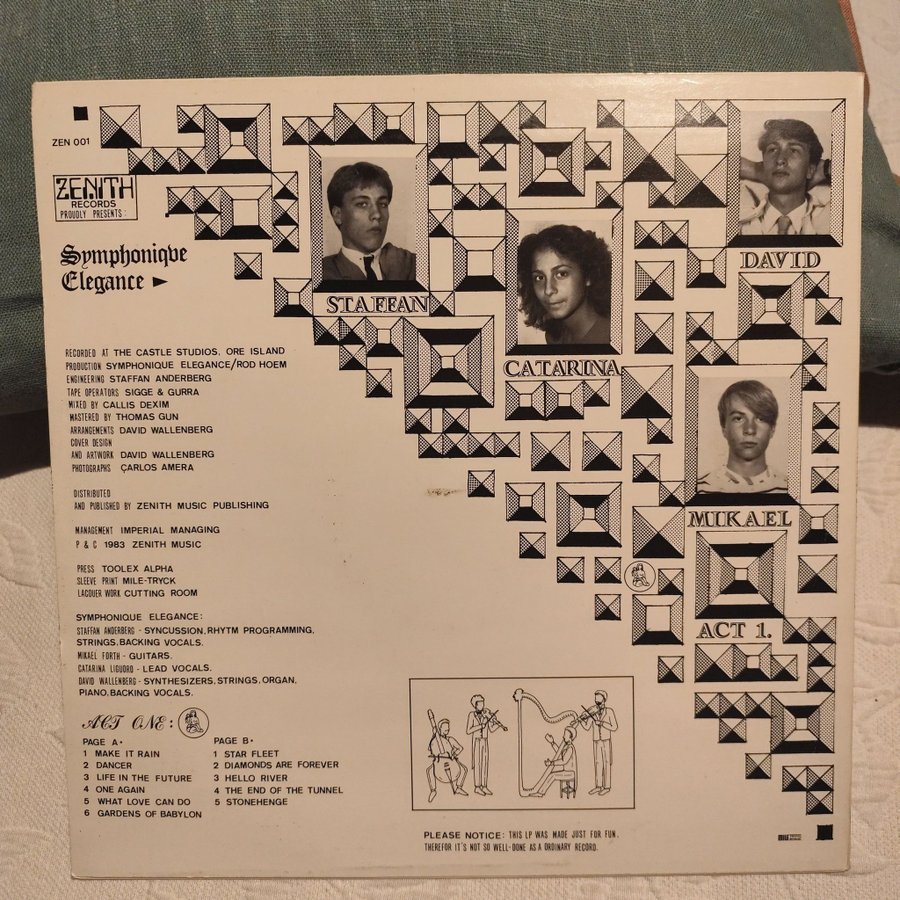 ZEN 001
ZENITH
RECORDS
PROUDLY PRESENTS:
Symphoniqve
Elegance
STAFFAN
CATARINA
DAVID
MIKAEL
ACT 1.
RECORDED AT THE CASTLE STUDIOS, ORE ISLAND
PRODUCTION SYMPHONIQUE ELEGANCE/ROD HOEM
ENGINEERING STAFFAN ANDERBERG
TAPE OPERATORS SIGGE & GURRA
MIXED BY CALLIS DEXIM
MASTERED BY THOMAS GUN
ARRANGEMENTS DAVID WALLENBERG
COVER DESIGN
AND ARTWORK DAVID WALLENBERG
PHOTOGRAPHS ÇARLOS AMERA
DISTRIBUTED
AND PUBLISHED BY ZENITH MUSIC PUBLISHING
MANAGEMENT IMPERIAL MANAGING
P & C 1983 ZENITH MUSIC
PRESS TOOLEX ALPHA
SLEEVE PRINT MILE-TRYCK
LACQUER WORK CUTTING ROOM
SYMPHONIQUE ELEGANCE:
STAFFAN ANDERBERG - SYNCUSSION, RHYTM PROGRAMMING,
STRINGS, BACKING VOCALS.
MIKAEL FORTH - GUITARS.
CATARINA LIGUORO - LEAD VOCALS.
DAVID WALLENBERG - SYNTHESIZERS, STRINGS, ORGAN,
PIANO, BACKING VOCALS.
ACT ONE:
PAGE A·
1 MAKE IT RAIN
2 DANCER
3 LIFE IN THE FUTURE
4 ONE AGAIN
5 WHAT LOVE CAN DO
6 GARDENS OF BABYLON
PAGE B·
1 STAR FLEET
2 DIAMONDS ARE FOREVER
3 HELLO RIVER
4 THE END OF THE TUNNEL
5 STONEHENGE
PLEASE NOTICE: THIS LP WAS MADE JUST FOR FUN.
THEREFOR IT'S NOT SO WELL-DONE AS A ORDINARY RECORD.